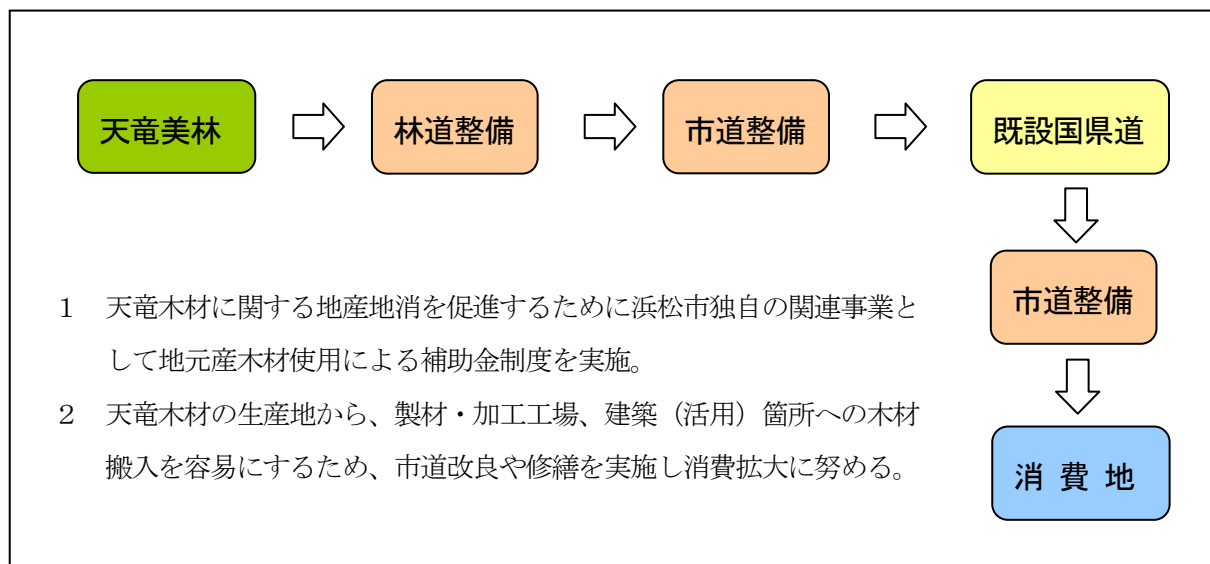 天竜美林
林道整備
市道整備
既設国県道
市道整備
消 費 地
1 天竜木材に関する地産地消を促進するために浜松市独自の関連事業と
して地元産木材使用による補助金制度を実施。
2 天竜木材の生産地から、製材・加工工場、建築（活用）箇所への木材
搬入を容易にするため、市道改良や修繕を実施し消費拡大に努める。